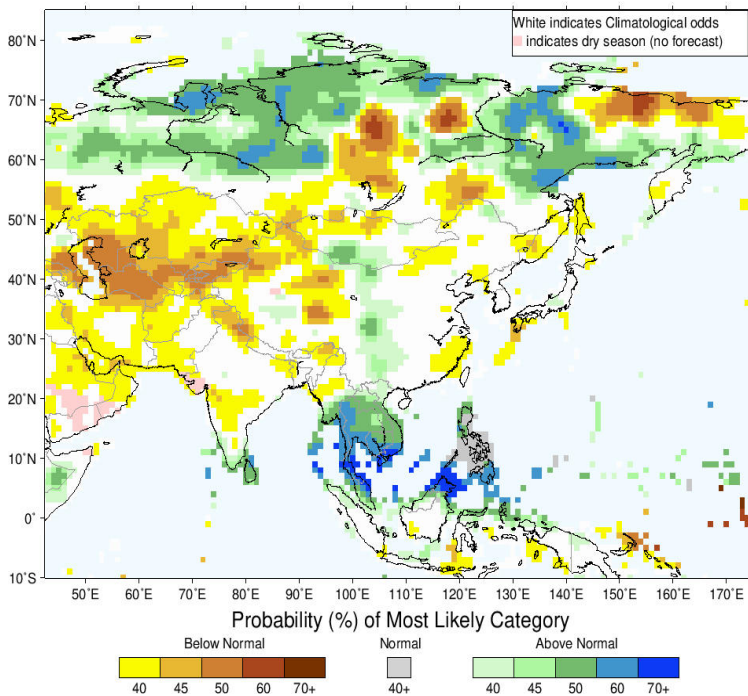 White indicates Climatological odds
indicates dry season (no forecast)
80˚N
70˚N
60˚N
50˚N
40˚N
30˚N
20˚N
10˚N
0˚
10˚S
50˚E 60˚E 70˚E 80˚E 90˚E 100˚E 110˚E 120˚E 130˚E 140˚E 150˚E 160˚E 170˚E
Probability (%) of Most Likely Category
Below Normal Normal Above Normal
40 45 50 60 70+ 40+ 40 45 50 60 70+